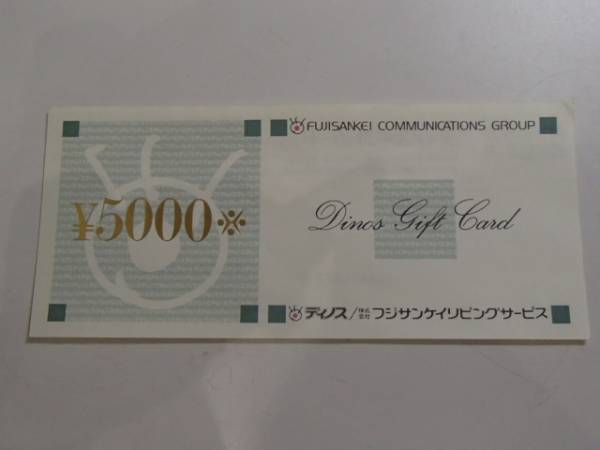 ¥5000※
FUJISANKEI COMMUNICATIONS GROUP
Dinos Gift Card
ディノス/株式会社フジサンケイリビングサービス